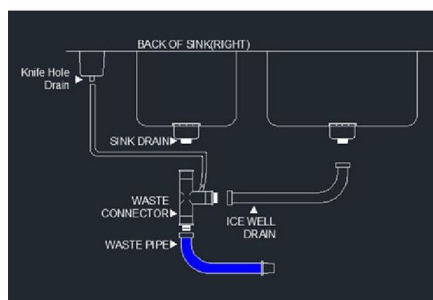 BACK OF SINK(RIGHT)
Knife Hole
Drain
SINK DRAIN
WASTE
CONNECTOR
ICE WELL
DRAIN
WASTE PIPE